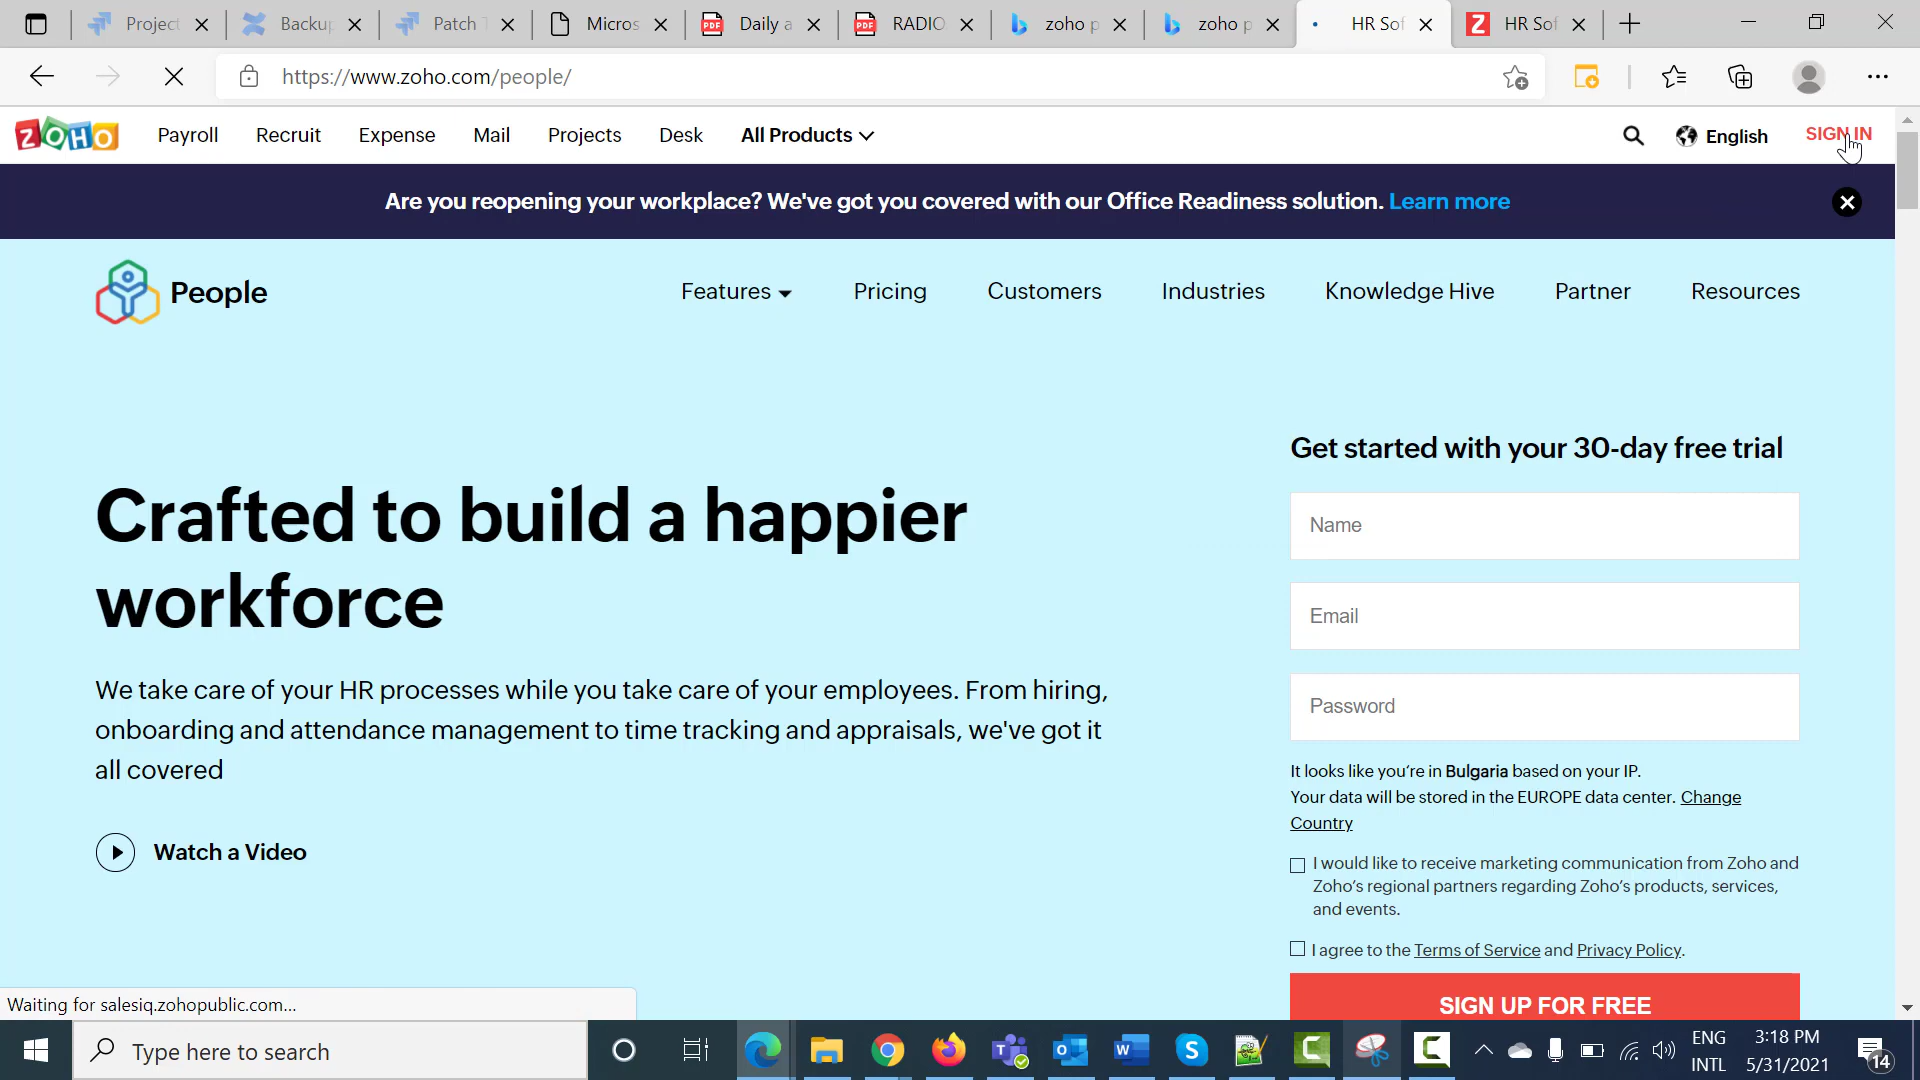 Project
Backup
Patch T
Micros
Daily a
RADIO
zoho p
zoho p
HR Sof
HR Sof
https://www.zoho.com/people/
ZOHO
Payroll
Recruit
Expense
Mail
Projects
Desk
All Products
English
SIGN IN
Are you reopening your workplace? We've got you covered with our Office Readiness solution. Learn more
People
Features
Pricing
Customers
Industries
Knowledge Hive
Partner
Resources
Crafted to build a happier
workforce
We take care of your HR processes while you take care of your employees. From hiring,
onboarding and attendance management to time tracking and appraisals, we've got it
all covered
Watch a Video
Get started with your 30-day free trial
Name
Email
Password
It looks like you’re in Bulgaria based on your IP.
Your data will be stored in the EUROPE data center. Change
Country
I would like to receive marketing communication from Zoho and
Zoho’s regional partners regarding Zoho’s products, services,
and events.
I agree to the Terms of Service and Privacy Policy.
SIGN UP FOR FREE
Waiting for salesiq.zohopublic.com...
Type here to search
ENG
INTL
3:18 PM
5/31/2021
14